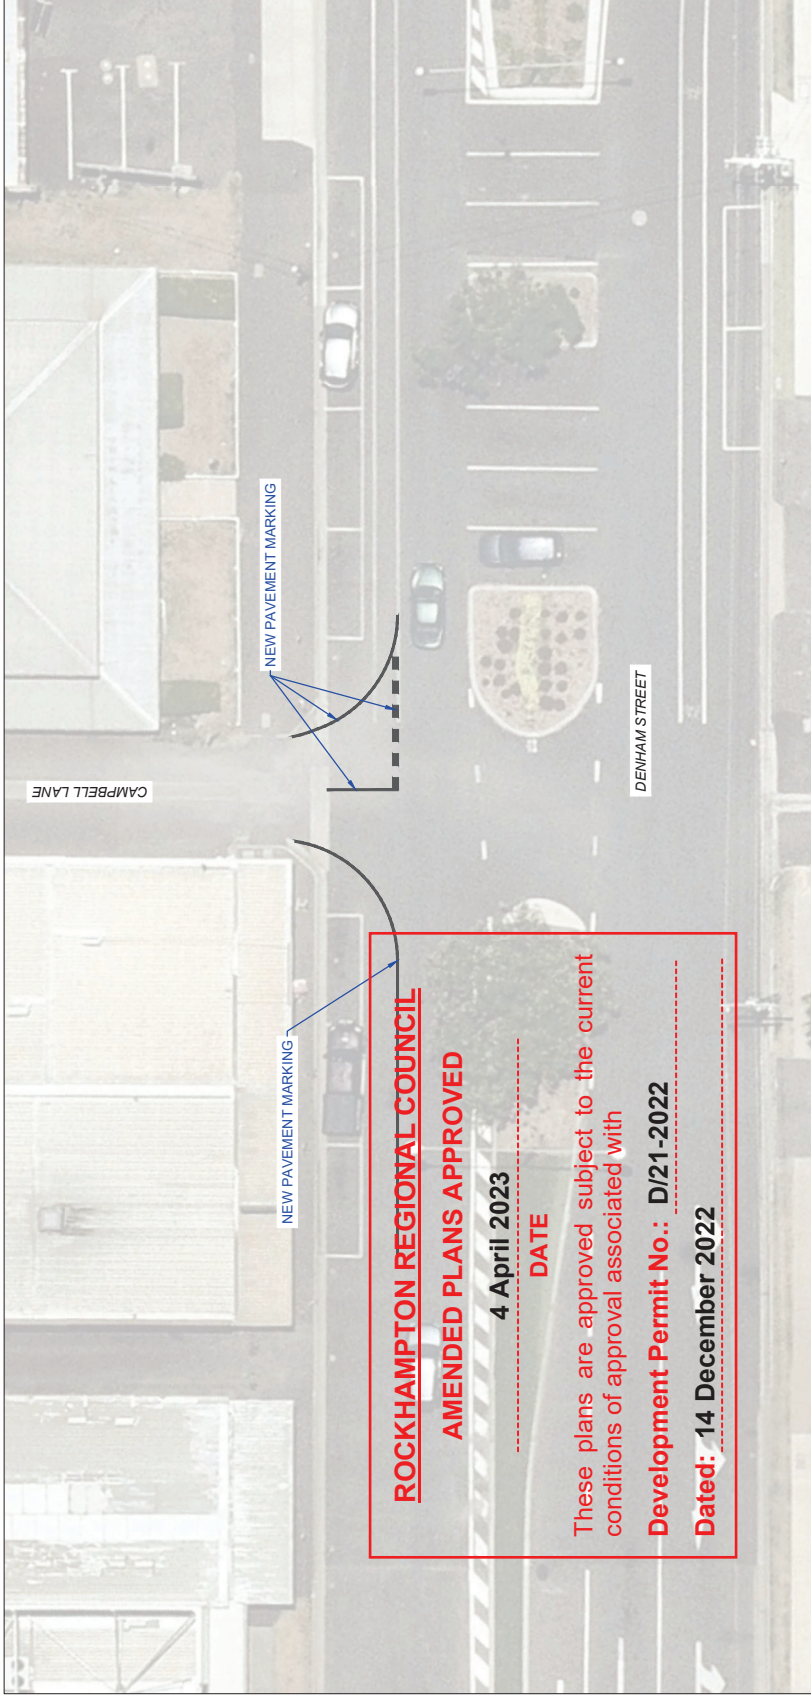 CAMPBELL LANE
NEW PAVEMENT MARKING
NEW PAVEMENT MARKING
DENHAM STREET
ROCKHAMPTON REGIONAL COUNCIL
AMENDED PLANS APPROVED
4 April 2023
DATE
These plans are approved subject to the current
conditions of approval associated with
Development Permit No.: D/21-2022
Dated: 14 December 2022